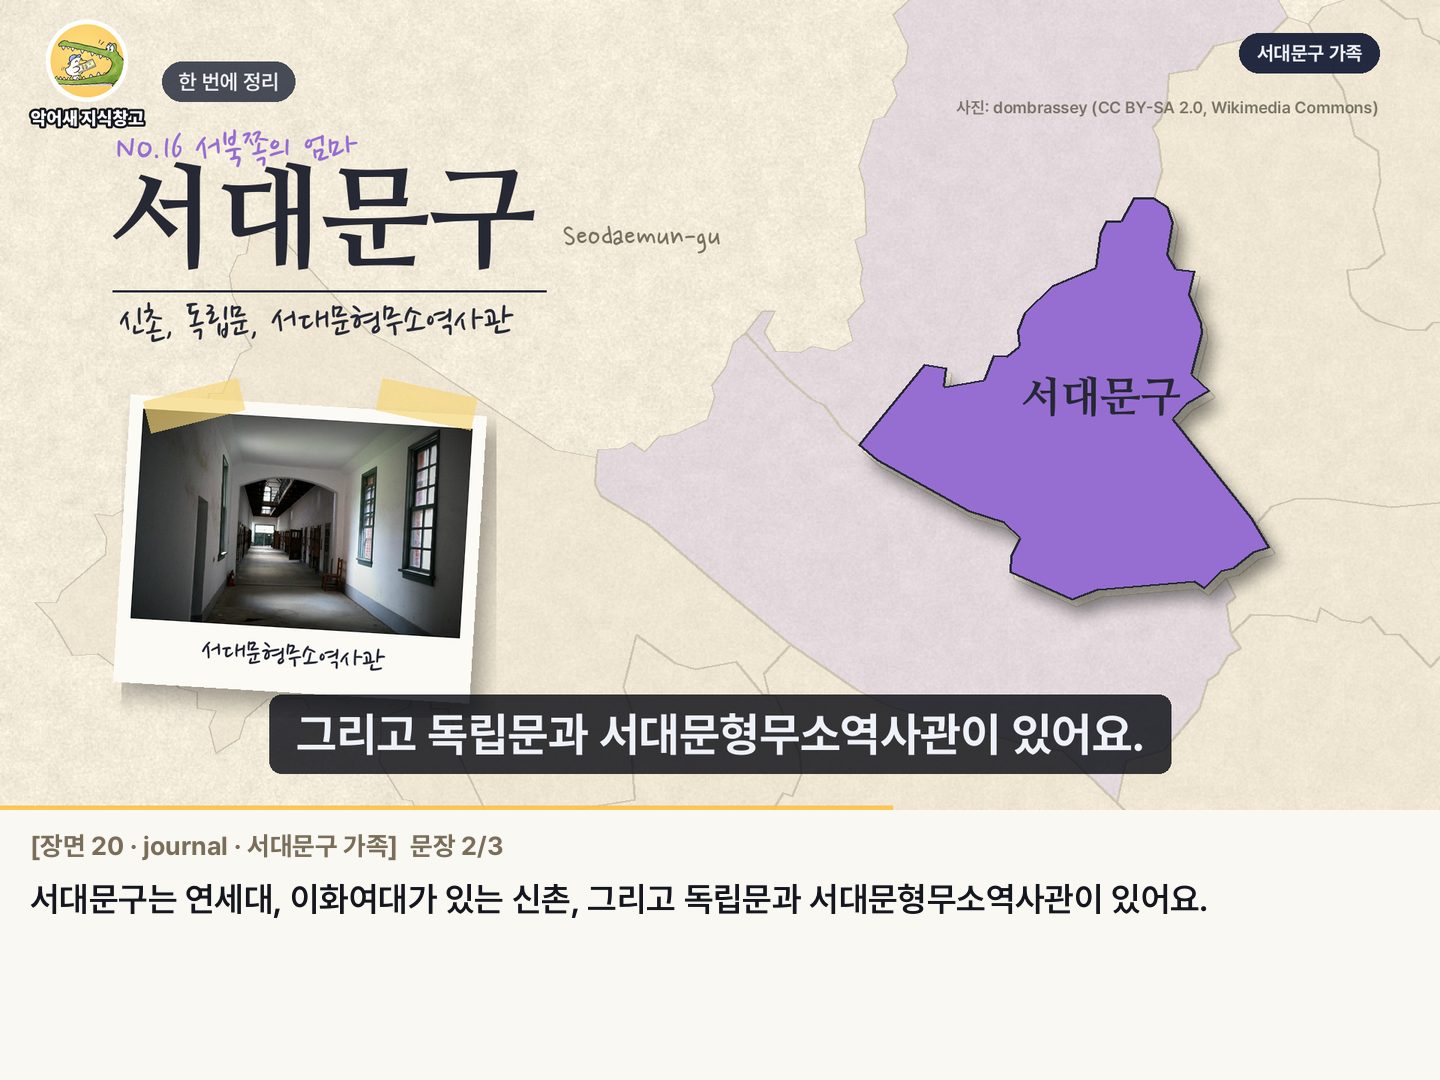 악어새지식창고
한 번에 정리
서대문구 가족
사진: dombrassey (CC BY-SA 2.0, Wikimedia Commons)
NO.16 서북쪽의 엄마
서대문구
Seodaemun-gu
신촌, 독립문, 서대문형무소역사관
서대문구
서대문형무소역사관
그리고 독립문과 서대문형무소역사관이 있어요.
[장면 20 · journal · 서대문구 가족] 문장 2/3
서대문구는 연세대, 이화여대가 있는 신촌, 그리고 독립문과 서대문형무소역사관이 있어요.